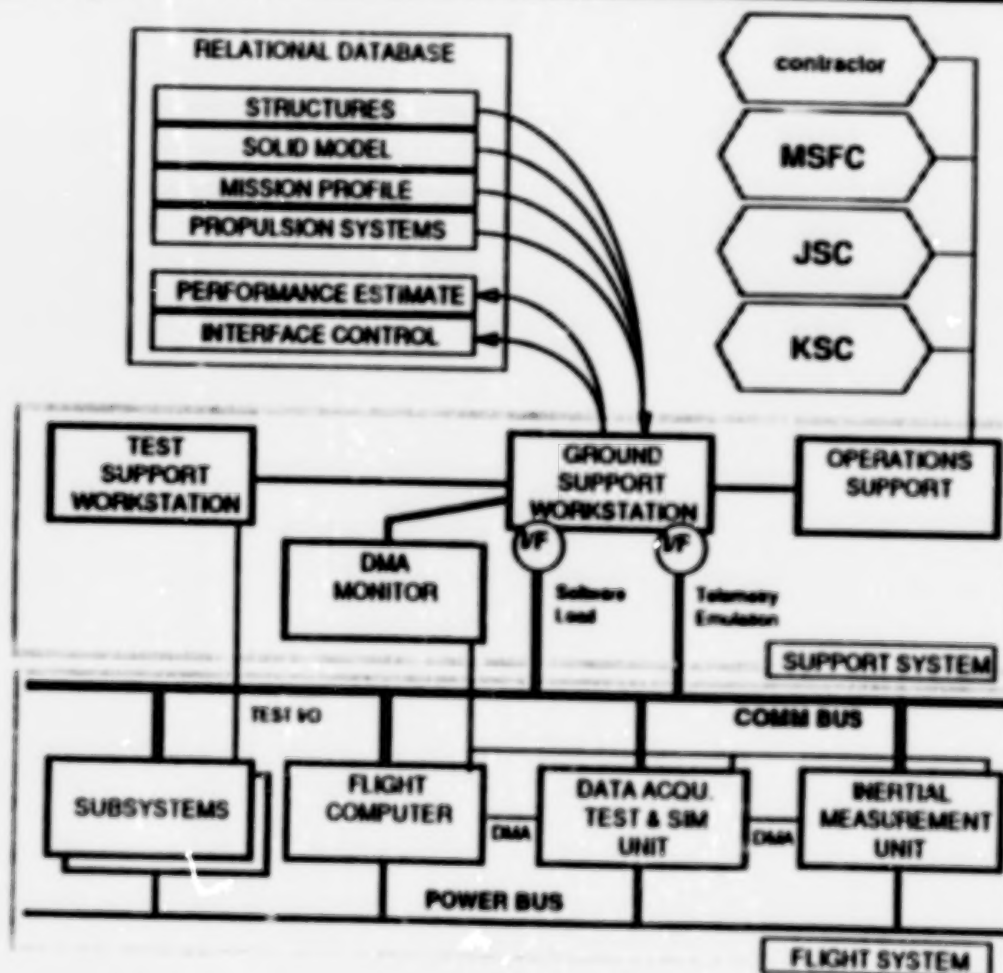 RELATIONAL DATABASE
STRUCTURES
SOLID MODEL
MISSION PROFILE
PROPULSION SYSTEMS
PERFORMANCE ESTIMATE
INTERFACE CONTROL
contractor
MSFC
JSC
KSC
TEST
SUPPORT
WORKSTATION
GROUND
SUPPORT
WORKSTATION
OPERATIONS
SUPPORT
DMA
MONITOR
I/F
I/F
Software
Load
Telemetry
Emulation
SUPPORT SYSTEM
TEST I/O
COMM BUS
SUBSYSTEMS
FLIGHT
COMPUTER
DMA
DATA ACQU.
TEST & SIM
UNIT
DMA
INERTIAL
MEASUREMENT
UNIT
POWER BUS
FLIGHT SYSTEM